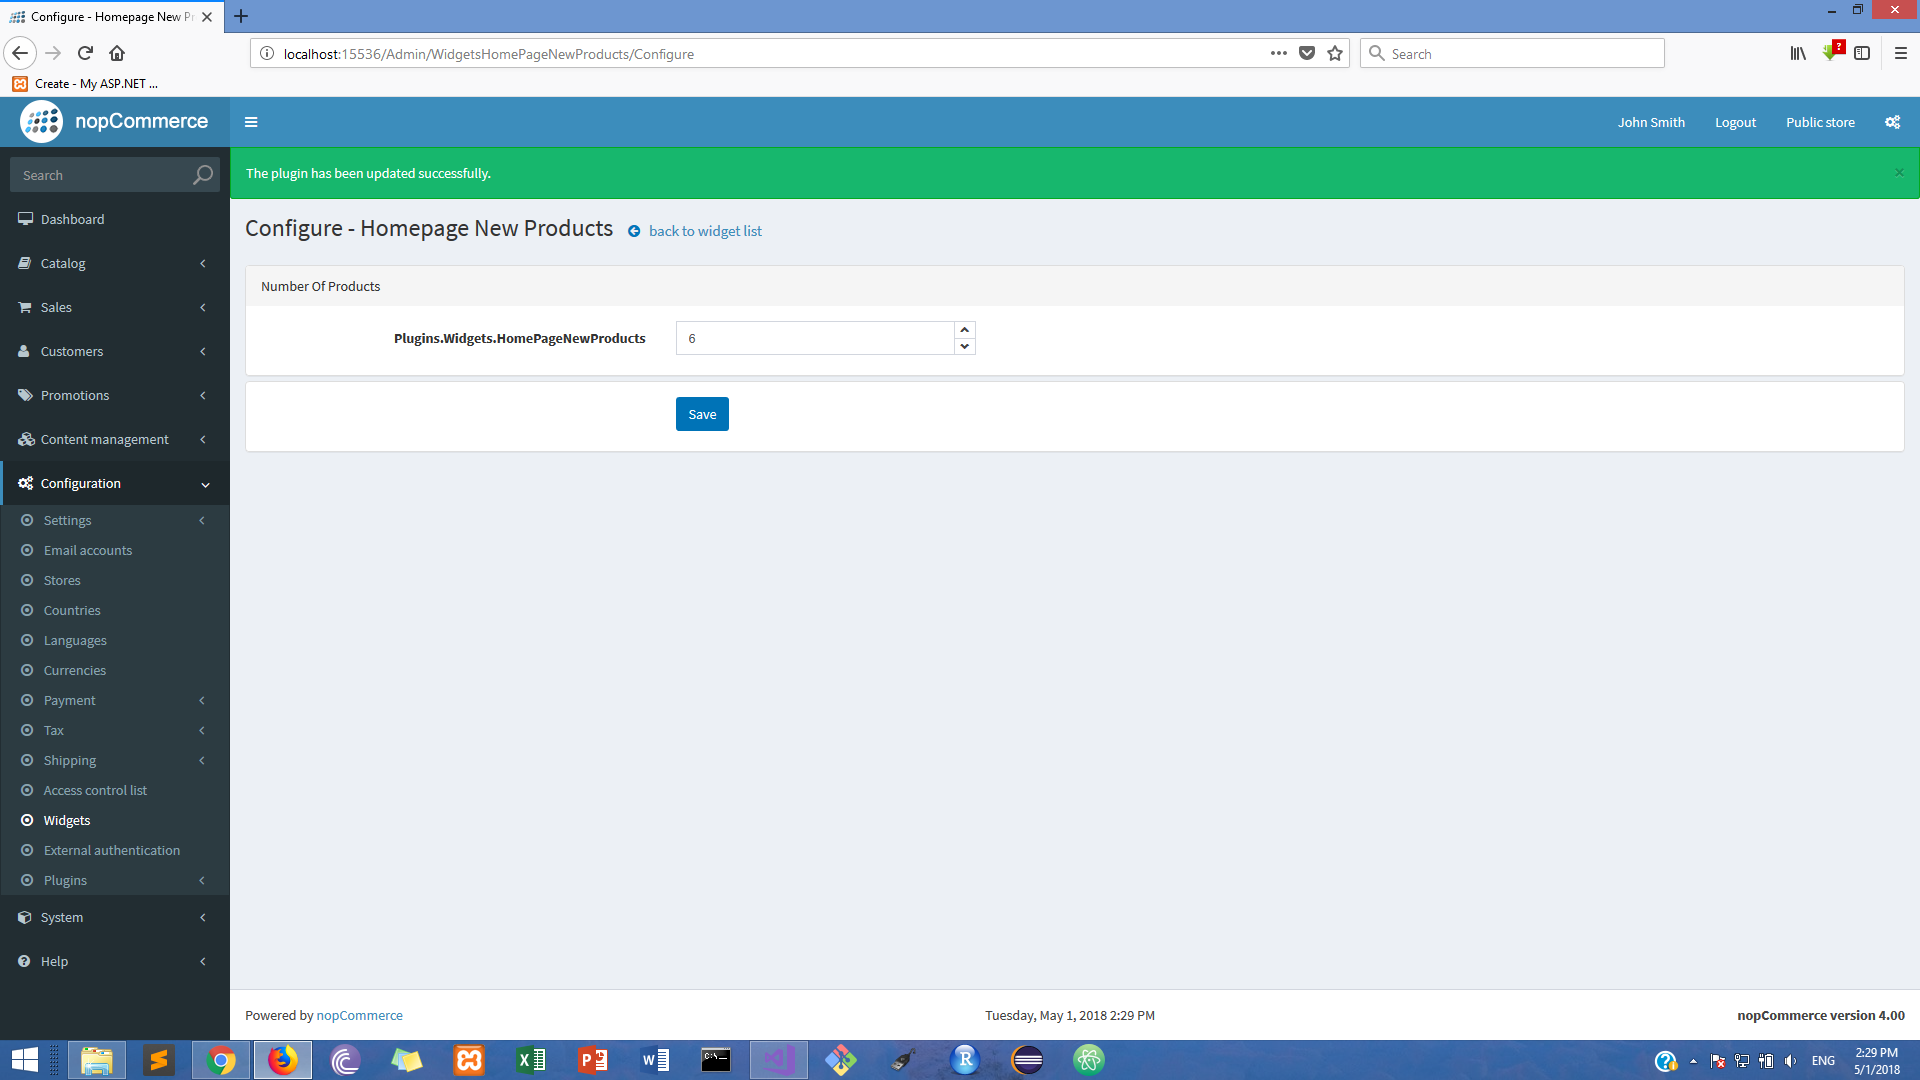 Configure - Homepage New Pr
localhost:15536/Admin/WidgetsHomePageNewProducts/Configure
Search
Create - My ASP.NET ...
nopCommerce
John Smith
Logout
Public store
Search
The plugin has been updated successfully.
Dashboard
Catalog
Sales
Customers
Promotions
Content management
Configuration
Settings
Email accounts
Stores
Countries
Languages
Currencies
Payment
Tax
Shipping
Access control list
Widgets
External authentication
Plugins
System
Help
Configure - Homepage New Products
back to widget list
Number Of Products
Plugins.Widgets.HomePageNewProducts
6
Save
Powered by nopCommerce
Tuesday, May 1, 2018 2:29 PM
nopCommerce version 4.00
ENG
2:29 PM
5/1/2018